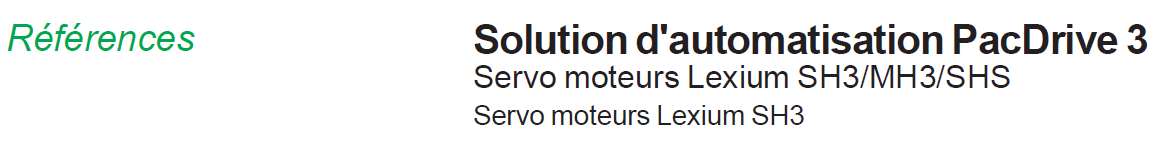 Références
Solution d'automatisation PacDrive 3
Servo moteurs Lexium SH3/MH3/SHS
Servo moteurs Lexium SH3